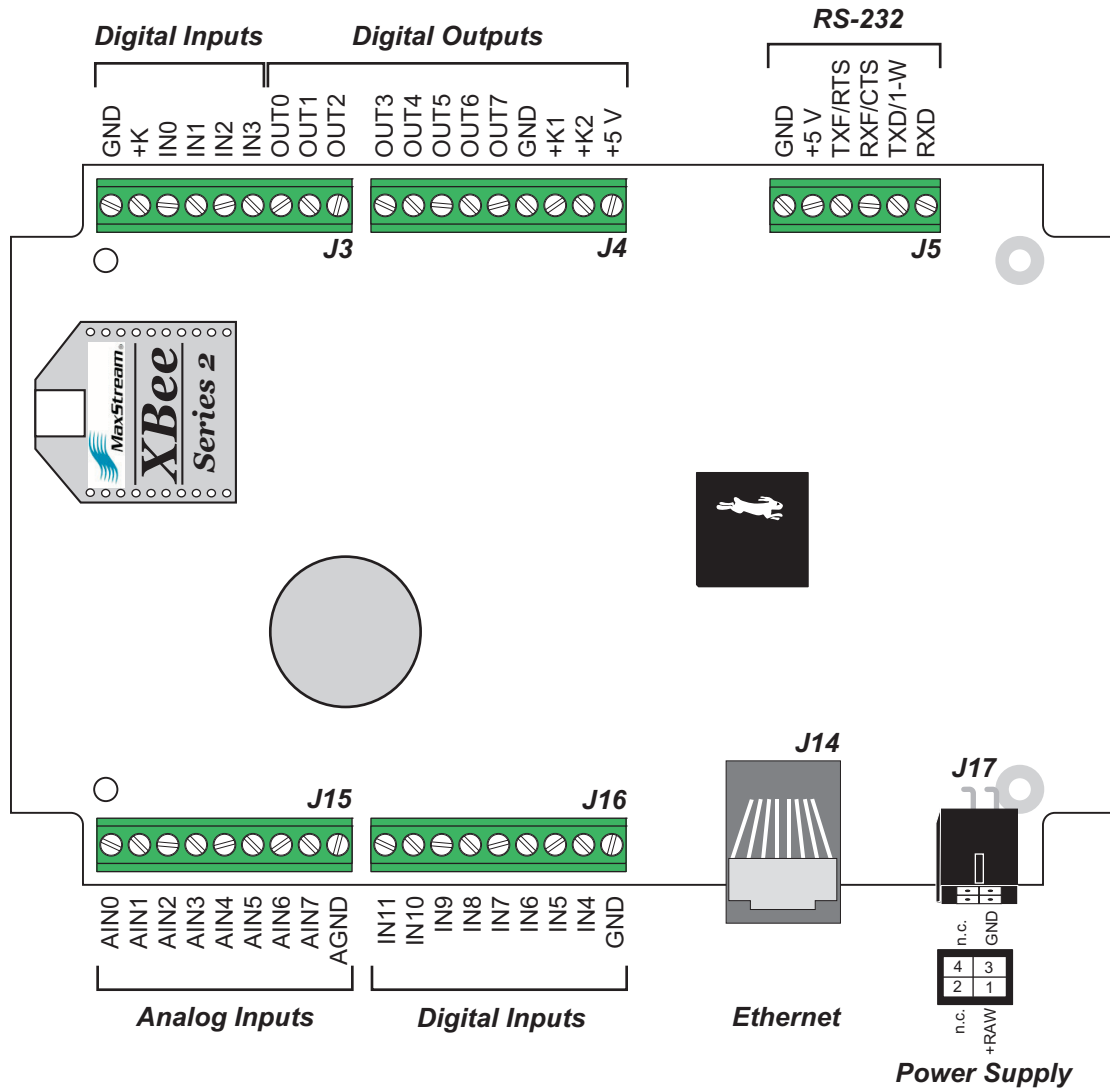 Digital Inputs
Digital Outputs
RS-232
GND
+K
IN0
IN1
IN2
IN3
OUT0
OUT1
OUT2
OUT3
OUT4
OUT5
OUT6
OUT7
GND
+K1
+K2
+5 V
GND
+5 V
TXF/RTS
RXF/CTS
TXD/1-W
RXD
J3
J4
J5
MaxStream®
XBee
Series 2
J14
J17
J15
J16
AIN0
AIN1
AIN2
AIN3
AIN4
AIN5
AIN6
AIN7
AGND
IN11
IN10
IN9
IN8
IN7
IN6
IN5
IN4
GND
n.c.
GND
4 3
2 1
n.c.
+RAW
Analog Inputs
Digital Inputs
Ethernet
Power Supply